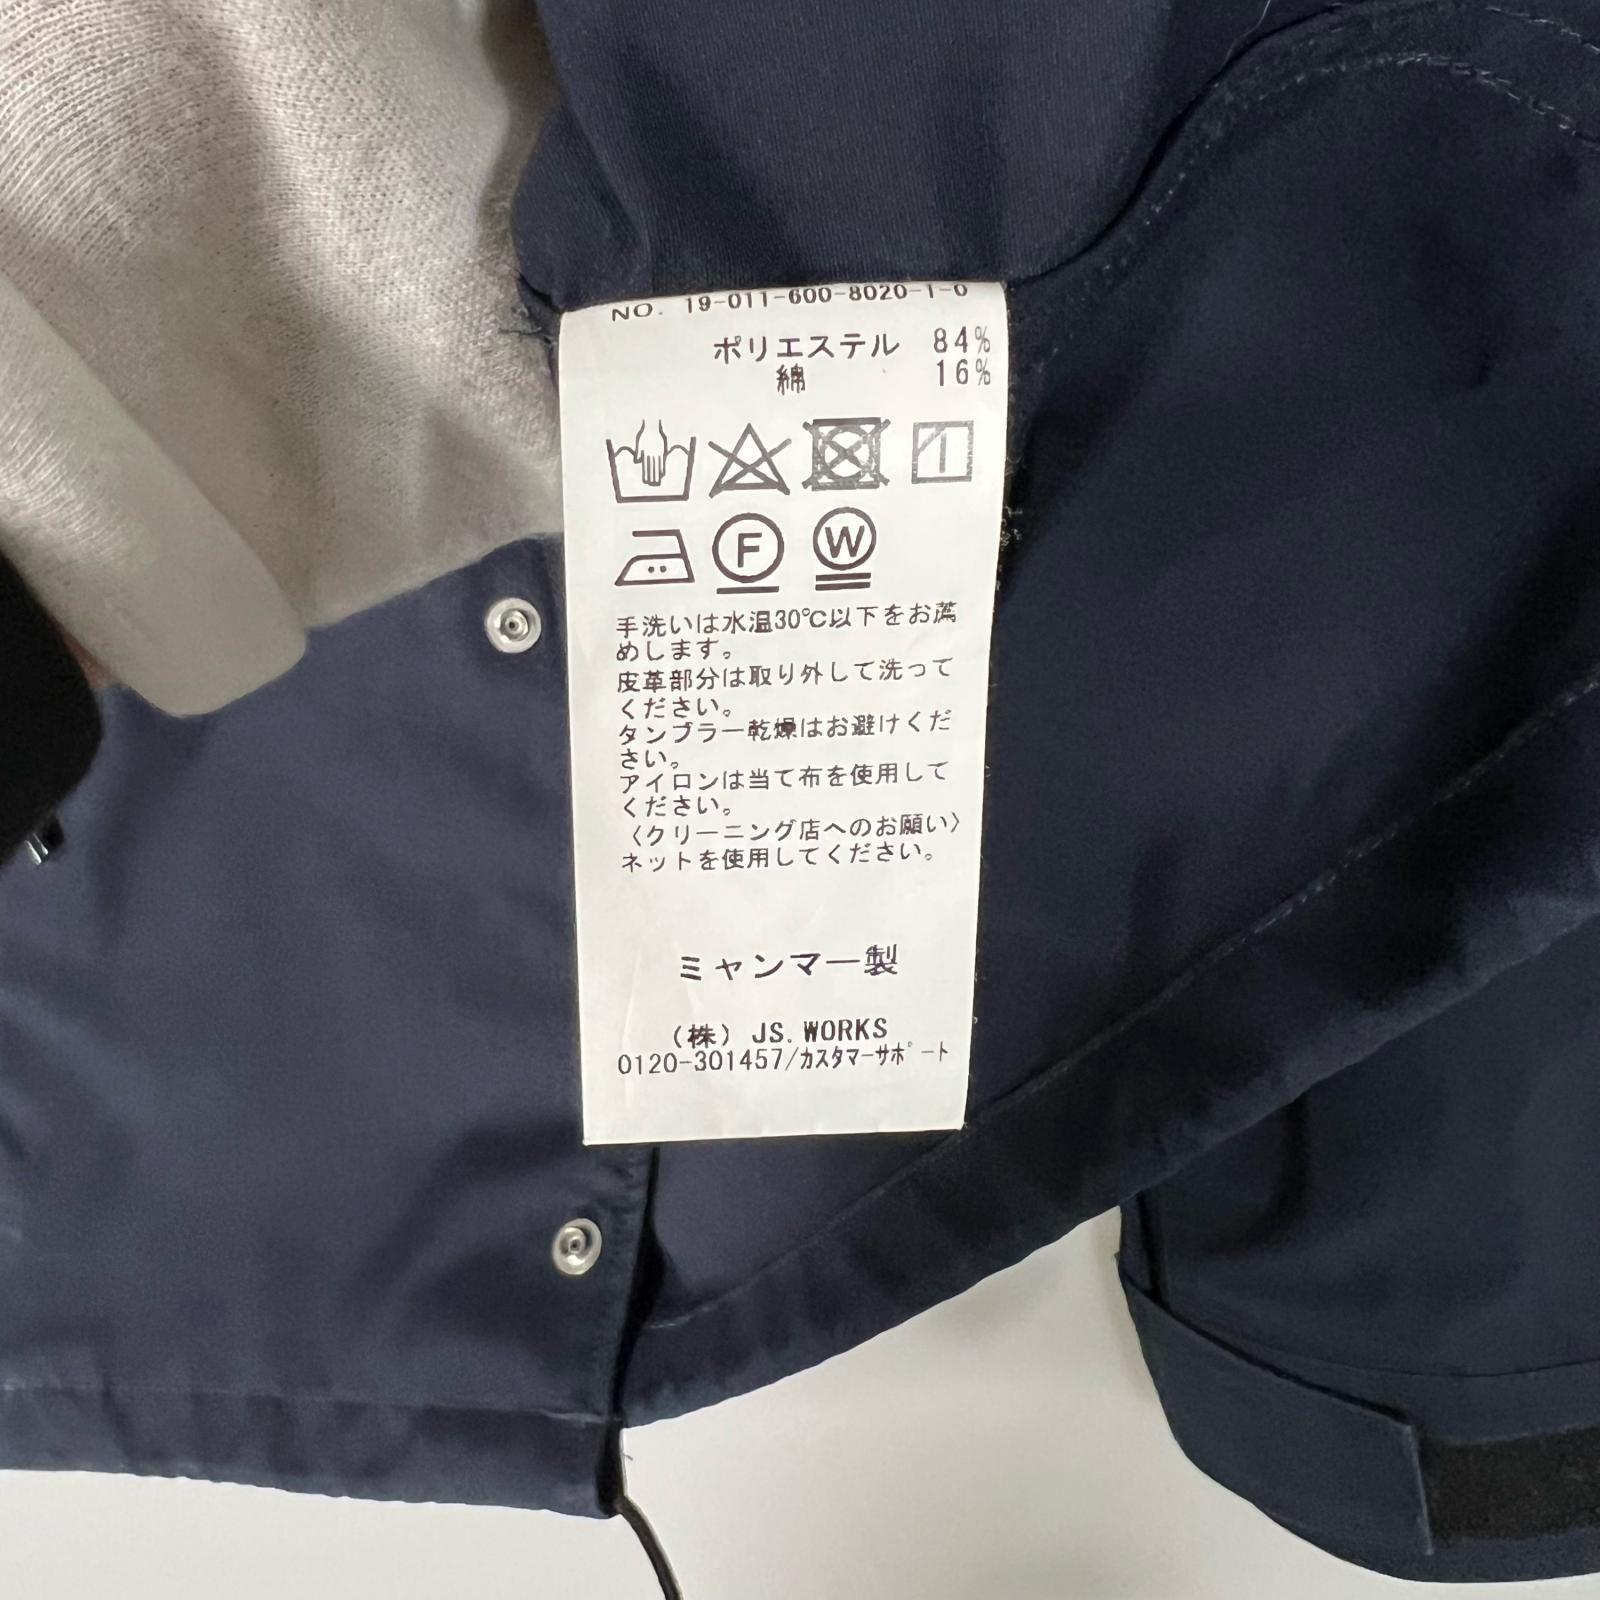 NO. 19-011-600-8020-1-0
ポリエステル 84%
綿 16%
F W
手洗いは水温30℃以下をお薦
めします。
皮革部分は取り外して洗って
ください。
タンブラー乾燥はお避けくだ
さい。
アイロンは当て布を使用して
ください。
〈クリーニング店へのお願い〉
ネットを使用してください。
ミャンマー製
(株) JS.WORKS
0120-301457/カスタマーサポート